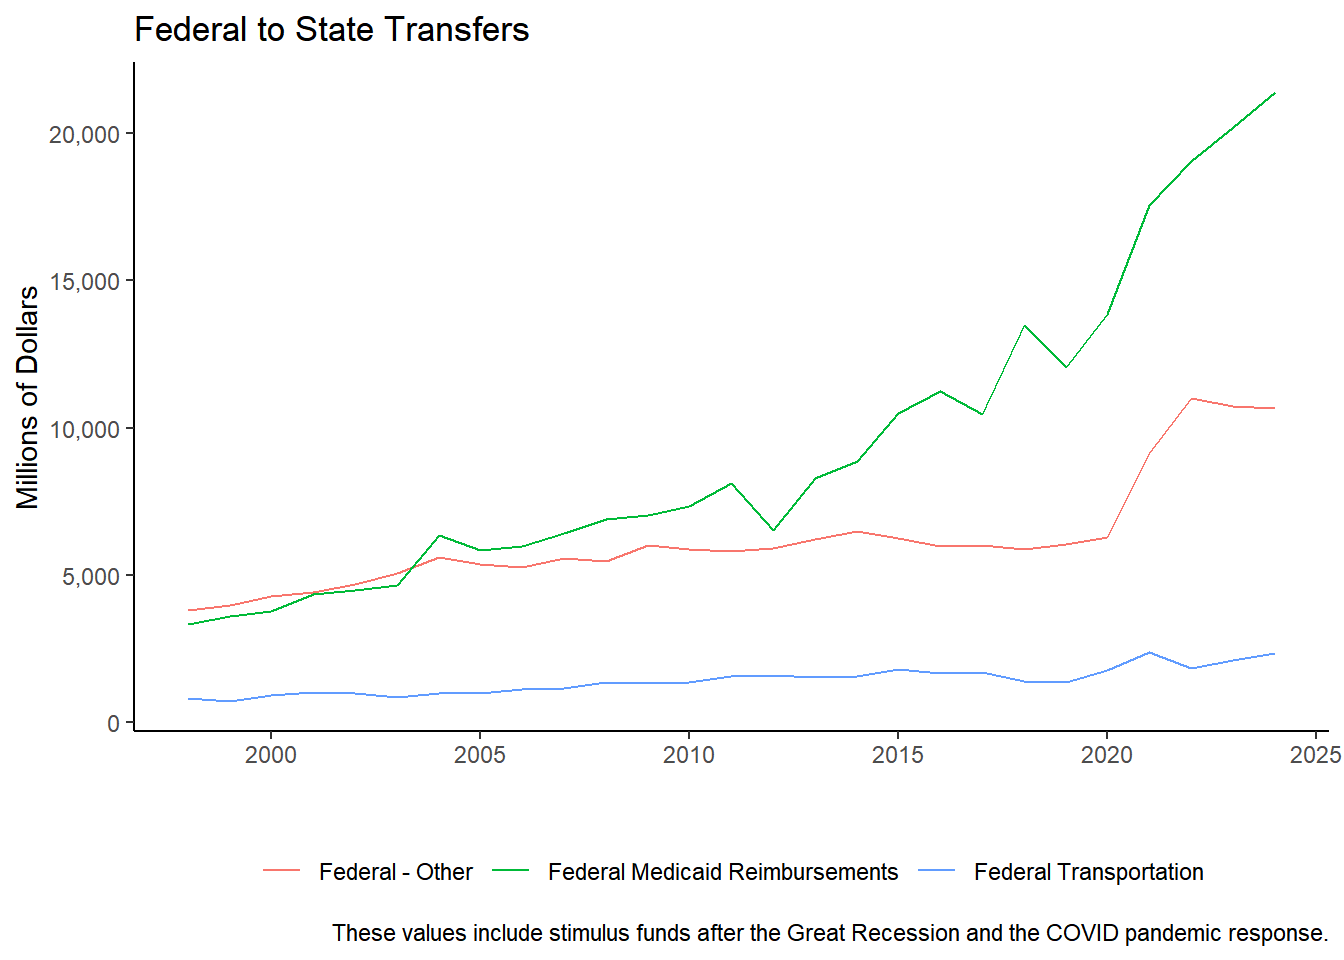 Federal to State Transfers
Millions of Dollars
20,000
15,000
10,000
5,000
0
2000 2005 2010 2015 2020 2025
Federal - Other Federal Medicaid Reimbursements Federal Transportation
These values include stimulus funds after the Great Recession and the COVID pandemic response.